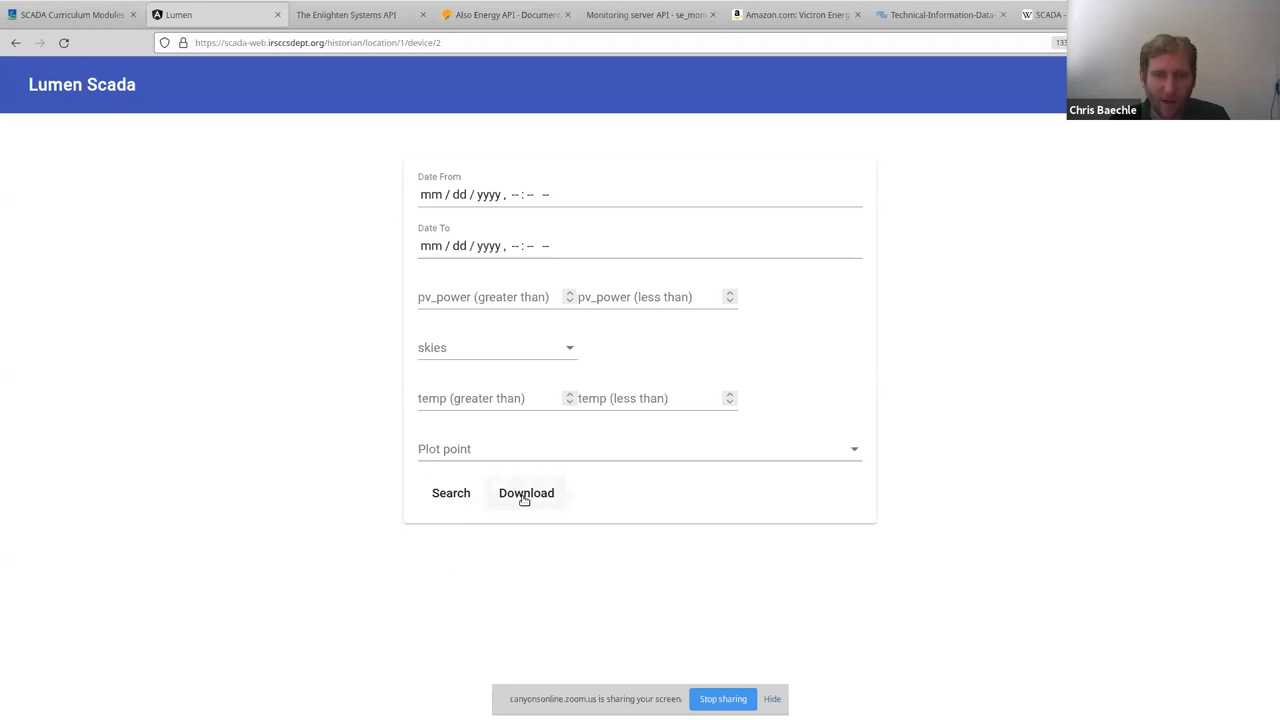 SCADA Curriculum Modules
Lumen
The Enlighten Systems API
Also Energy API - Document
Monitoring server API - se_mon
Amazon.com: Victron Energ
Technical-Information-Data-
SCADA -
https://scada-web.irsccsdept.org/historian/location/1/device/2
133
Lumen Scada
Chris Baechle
Date From
mm / dd / yyyy , -- : -- --
Date To
mm / dd / yyyy , -- : -- --
pv_power (greater than) pv_power (less than)
skies
temp (greater than) temp (less than)
Plot point
Search Download
canyonsonline.zoom.us is sharing your screen. Stop sharing Hide